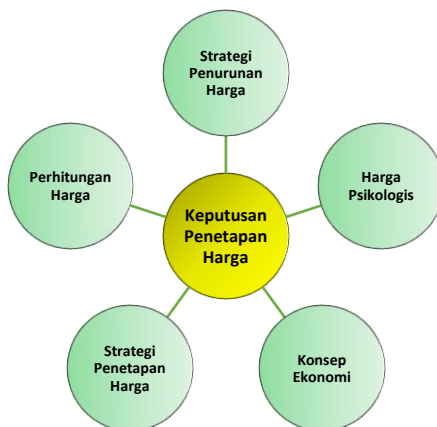 Strategi
Penurunan
Harga
Perhitungan
Harga
Harga
Psikologis
Keputusan
Penetapan
Harga
Strategi
Penetapan
Harga
Konsep
Ekonomi